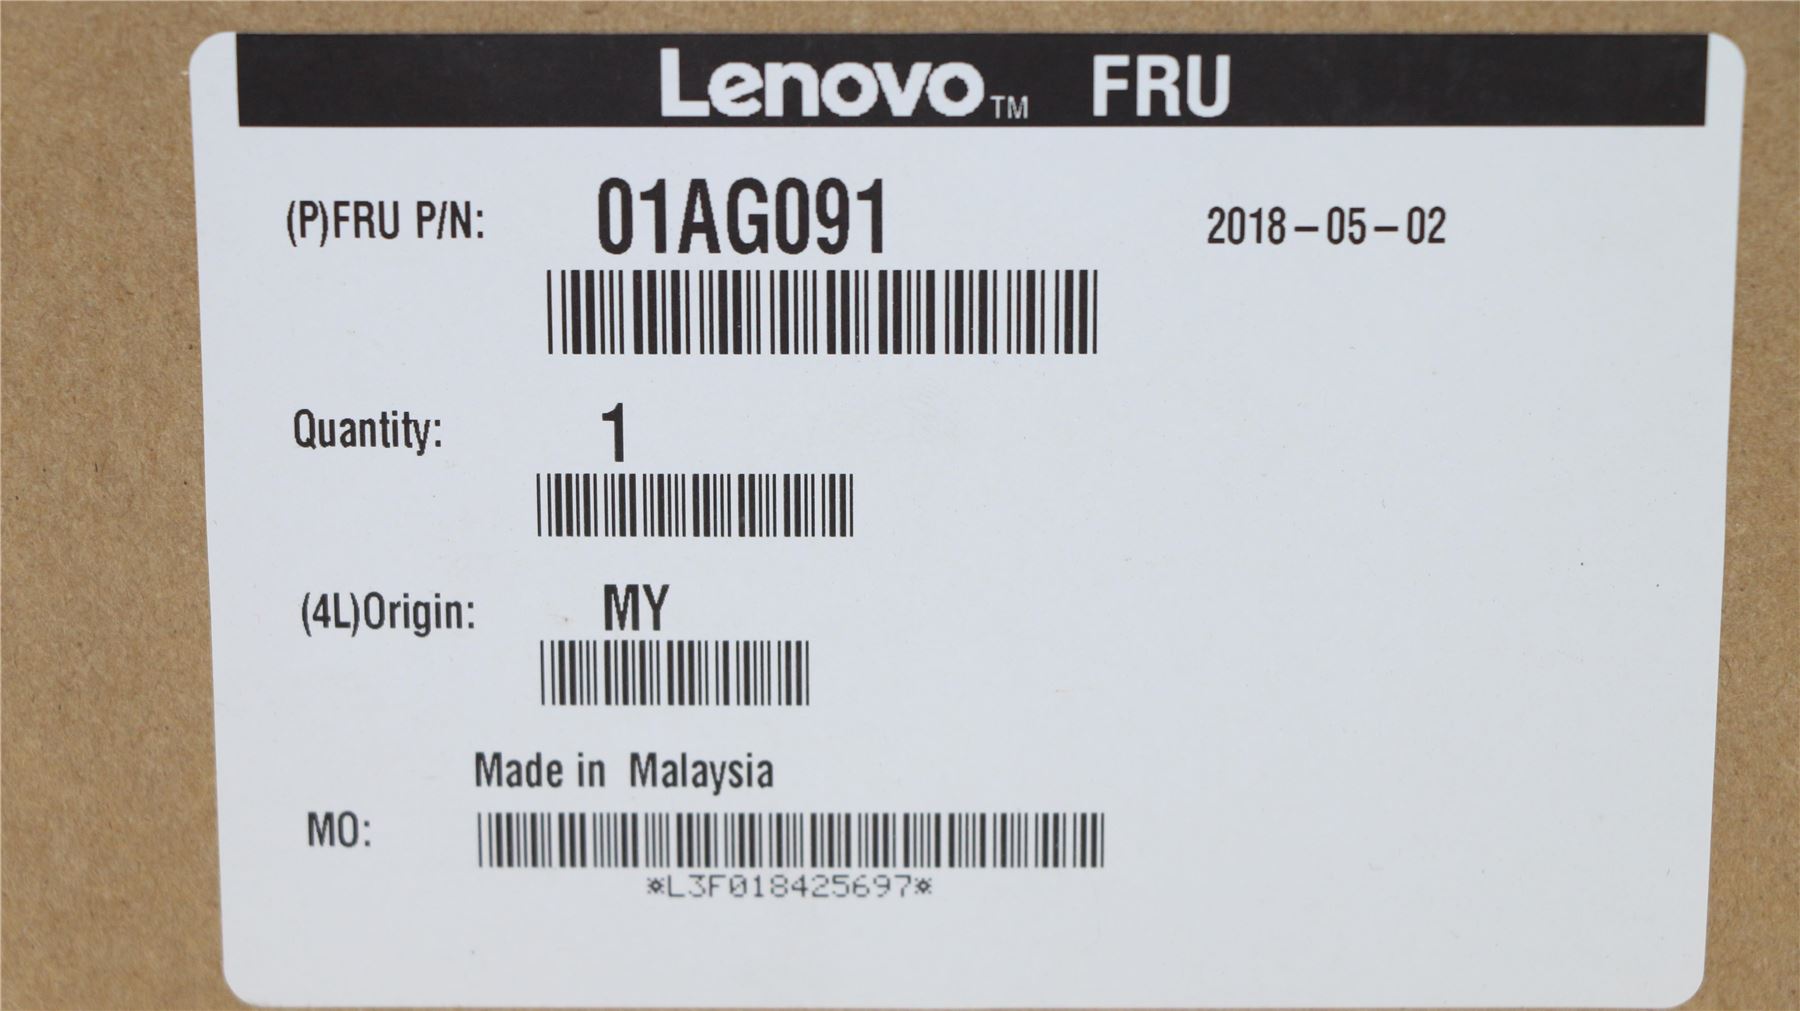 Lenovo™ FRU
(P)FRU P/N: 01AG091 2018-05-02
Quantity: 1
(4L)Origin: MY
Made in Malaysia
MO:
*L3F018425697*